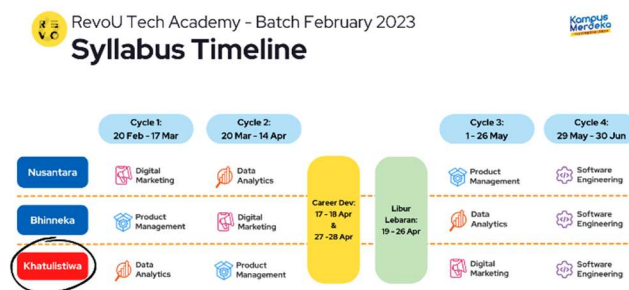 REVO
RevoU Tech Academy - Batch February 2023
Syllabus Timeline
Kampus
Merdeka
Cycle 1:
20 Feb - 17 Mar
Cycle 2:
20 Mar - 14 Apr
Cycle 3:
1 - 26 May
Cycle 4:
29 May - 30 Jun
Nusantara
Digital
Marketing
Data
Analytics
Product
Management
Software
Engineering
Career Dev:
17 - 18 Apr
&
27 -28 Apr
Libur
Lebaran:
19 - 26 Apr
Bhinneka
Product
Management
Digital
Marketing
Data
Analytics
Software
Engineering
Khatulistiwa
Data
Analytics
Product
Management
Digital
Marketing
Software
Engineering